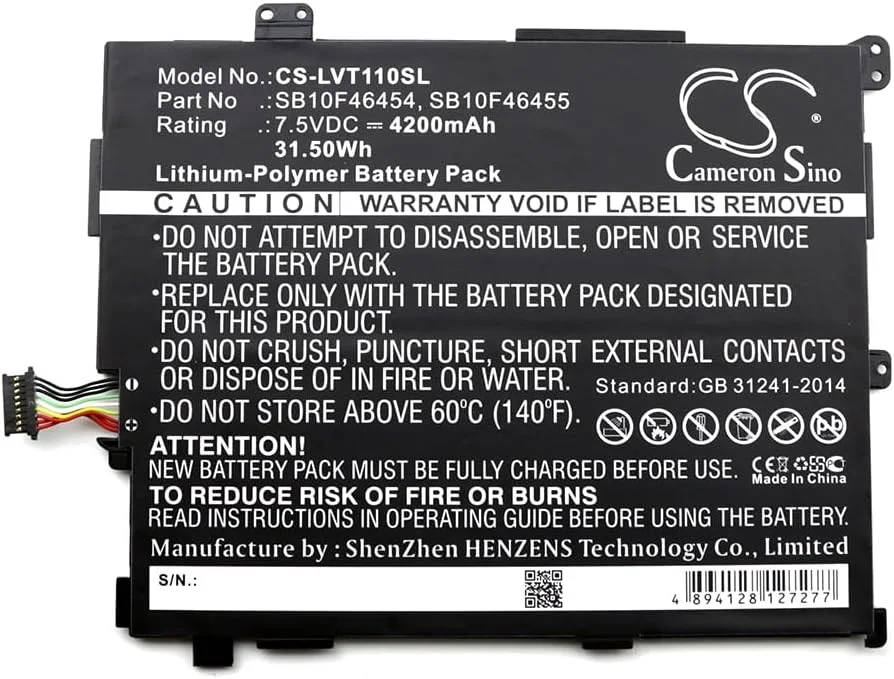 Model No.: CS-LVT110SL
Part No .: SB10F46454, SB10F46455
Rating .: 7.5VDC ⎓ 4200mAh
31.50Wh
Lithium-Polymer Battery Pack
CS
®
Cameron Sino
CAUTION WARRANTY VOID IF LABEL IS REMOVED
•DO NOT ATTEMPT TO DISASSEMBLE, OPEN OR SERVICE
THE BATTERY PACK.
•REPLACE ONLY WITH THE BATTERY PACK DESIGNATED
FOR THIS PRODUCT.
•DO NOT CRUSH, PUNCTURE, SHORT EXTERNAL CONTACTS
OR DISPOSE OF IN FIRE OR WATER.
Standard:GB 31241-2014
•DO NOT STORE ABOVE 60°C (140°F).
Pb
ATTENTION!
NEW BATTERY PACK MUST BE FULLY CHARGED BEFORE USE.
CE
Made In China
TO REDUCE RISK OF FIRE OR BURNS
READ INSTRUCTIONS IN OPERATING GUIDE BEFORE USING THE BATTERY.
Manufacture by : ShenZhen HENZENS Technology Co., Limited
S/N.:
4 894128 127277